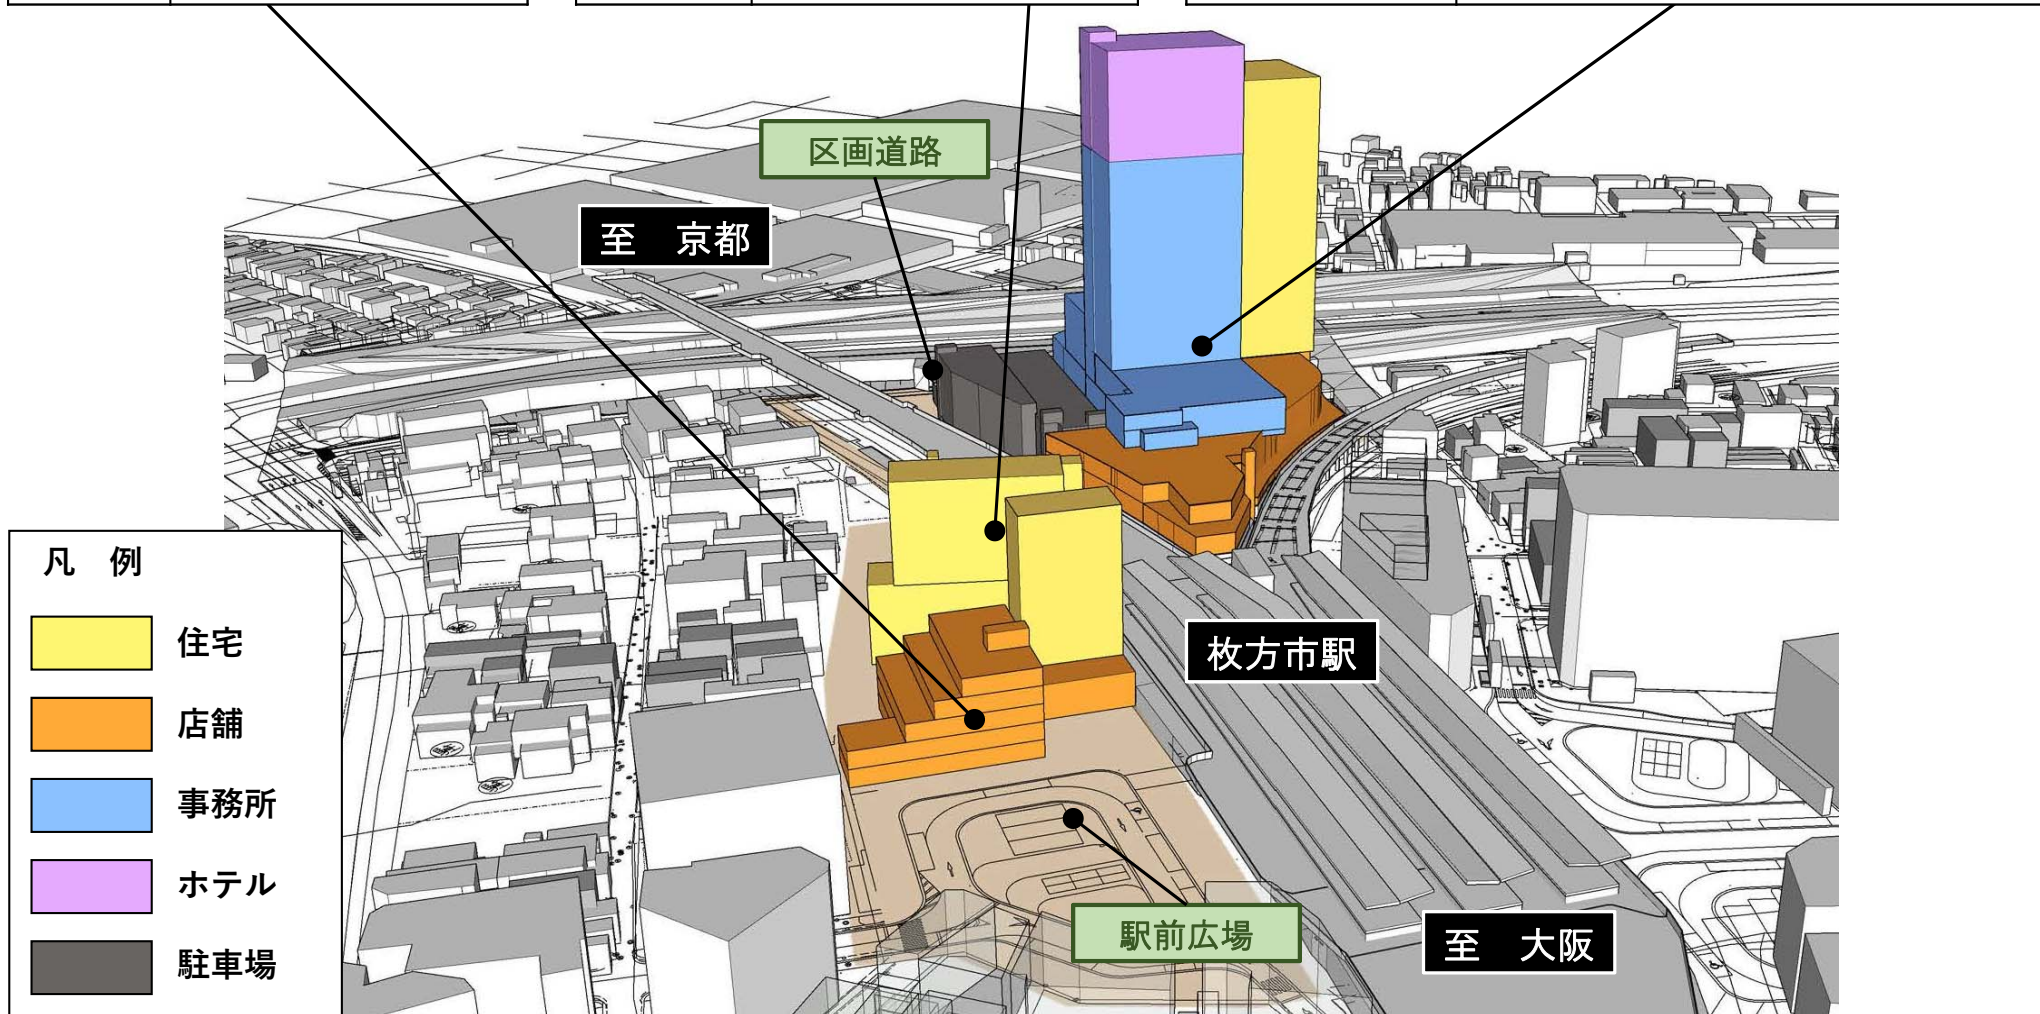 区画道路
至　京都
枚方市駅
凡　例
住宅
店舗
事務所
ホテル
駐車場
駅前広場
至　大阪